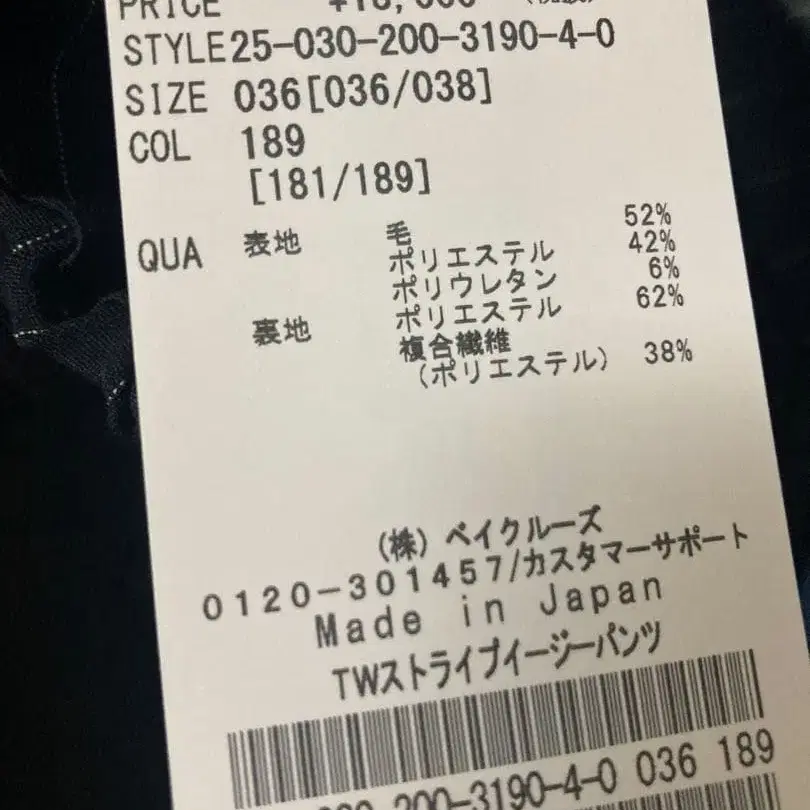 PRICE
STYLE 25-030-200-3190-4-0
SIZE 036[036/038]
COL 189
[181/189]
QUA 表地 毛 52%
ポリエステル 42%
ポリウレタン 6%
裏地 ポリエステル 62%
複合繊維
(ポリエステル) 38%
(株) ベイクルーズ
0120-301457/カスタマーサポート
Made in Japan
TWストライプイージーパンツ
200-3190-4-0 036 189